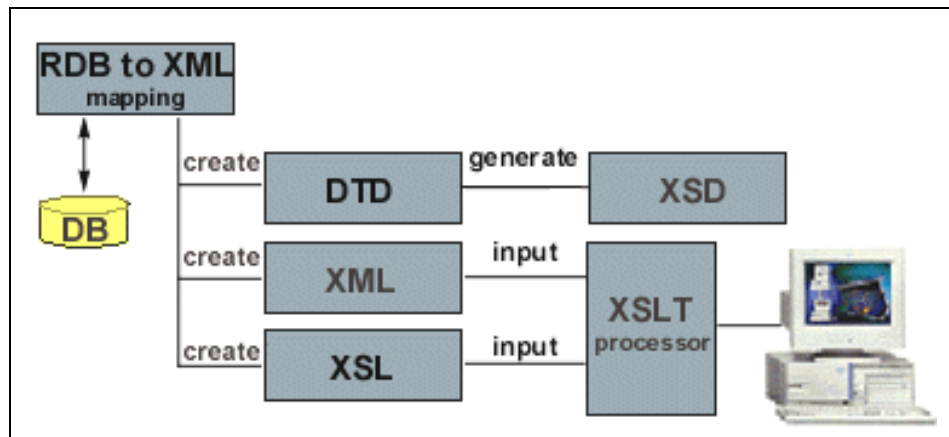 RDB to XML
mapping
create
generate
DTD
XSD
DB
create
input
XML
XSLT
processor
create
input
XSL